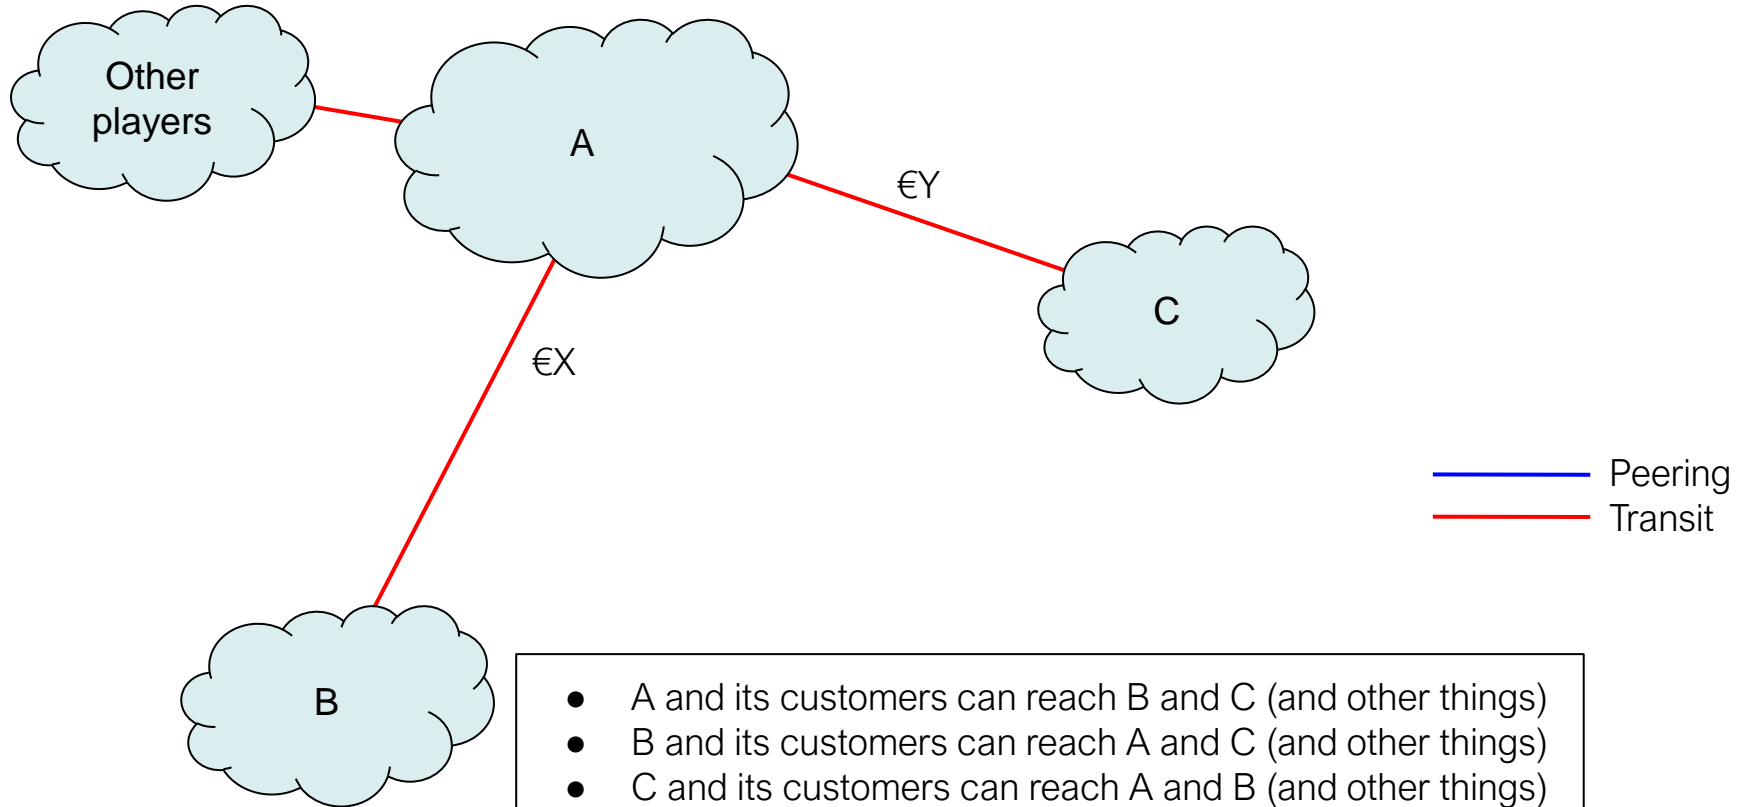 Other
players
A
€Y
C
€X
Peering
Transit
B
● A and its customers can reach B and C (and other things)
● B and its customers can reach A and C (and other things)
● C and its customers can reach A and B (and other things)